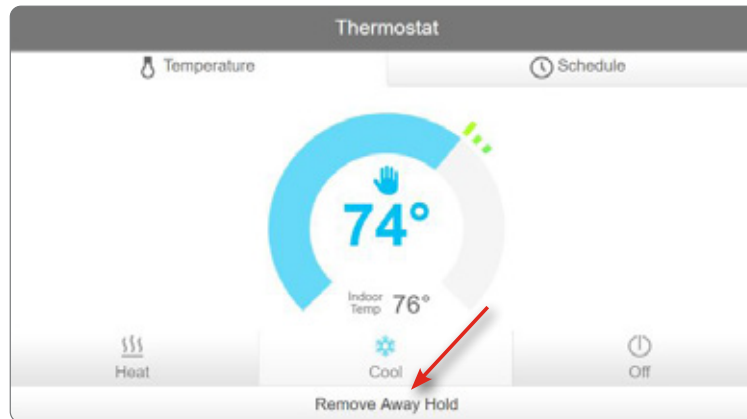 Thermostat
Temperature
Schedule
74°
Indoor
Temp 76°
Heat
Cool
Off
Remove Away Hold